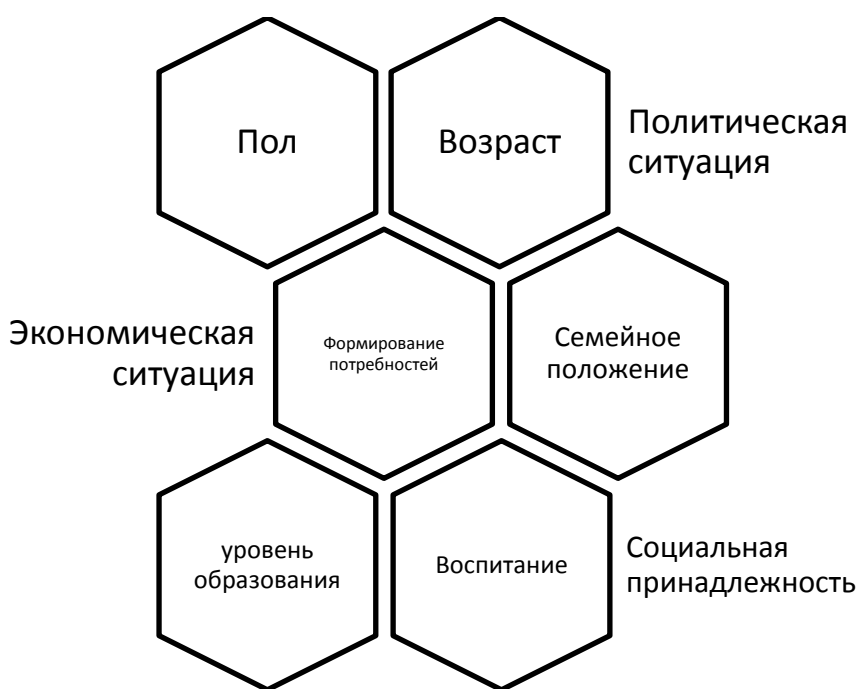 Пол
Возраст
Политическая
ситуация
Экономическая
ситуация
Формирование
потребностей
Семейное
положение
уровень
образования
Воспитание
Социальная
принадлежность